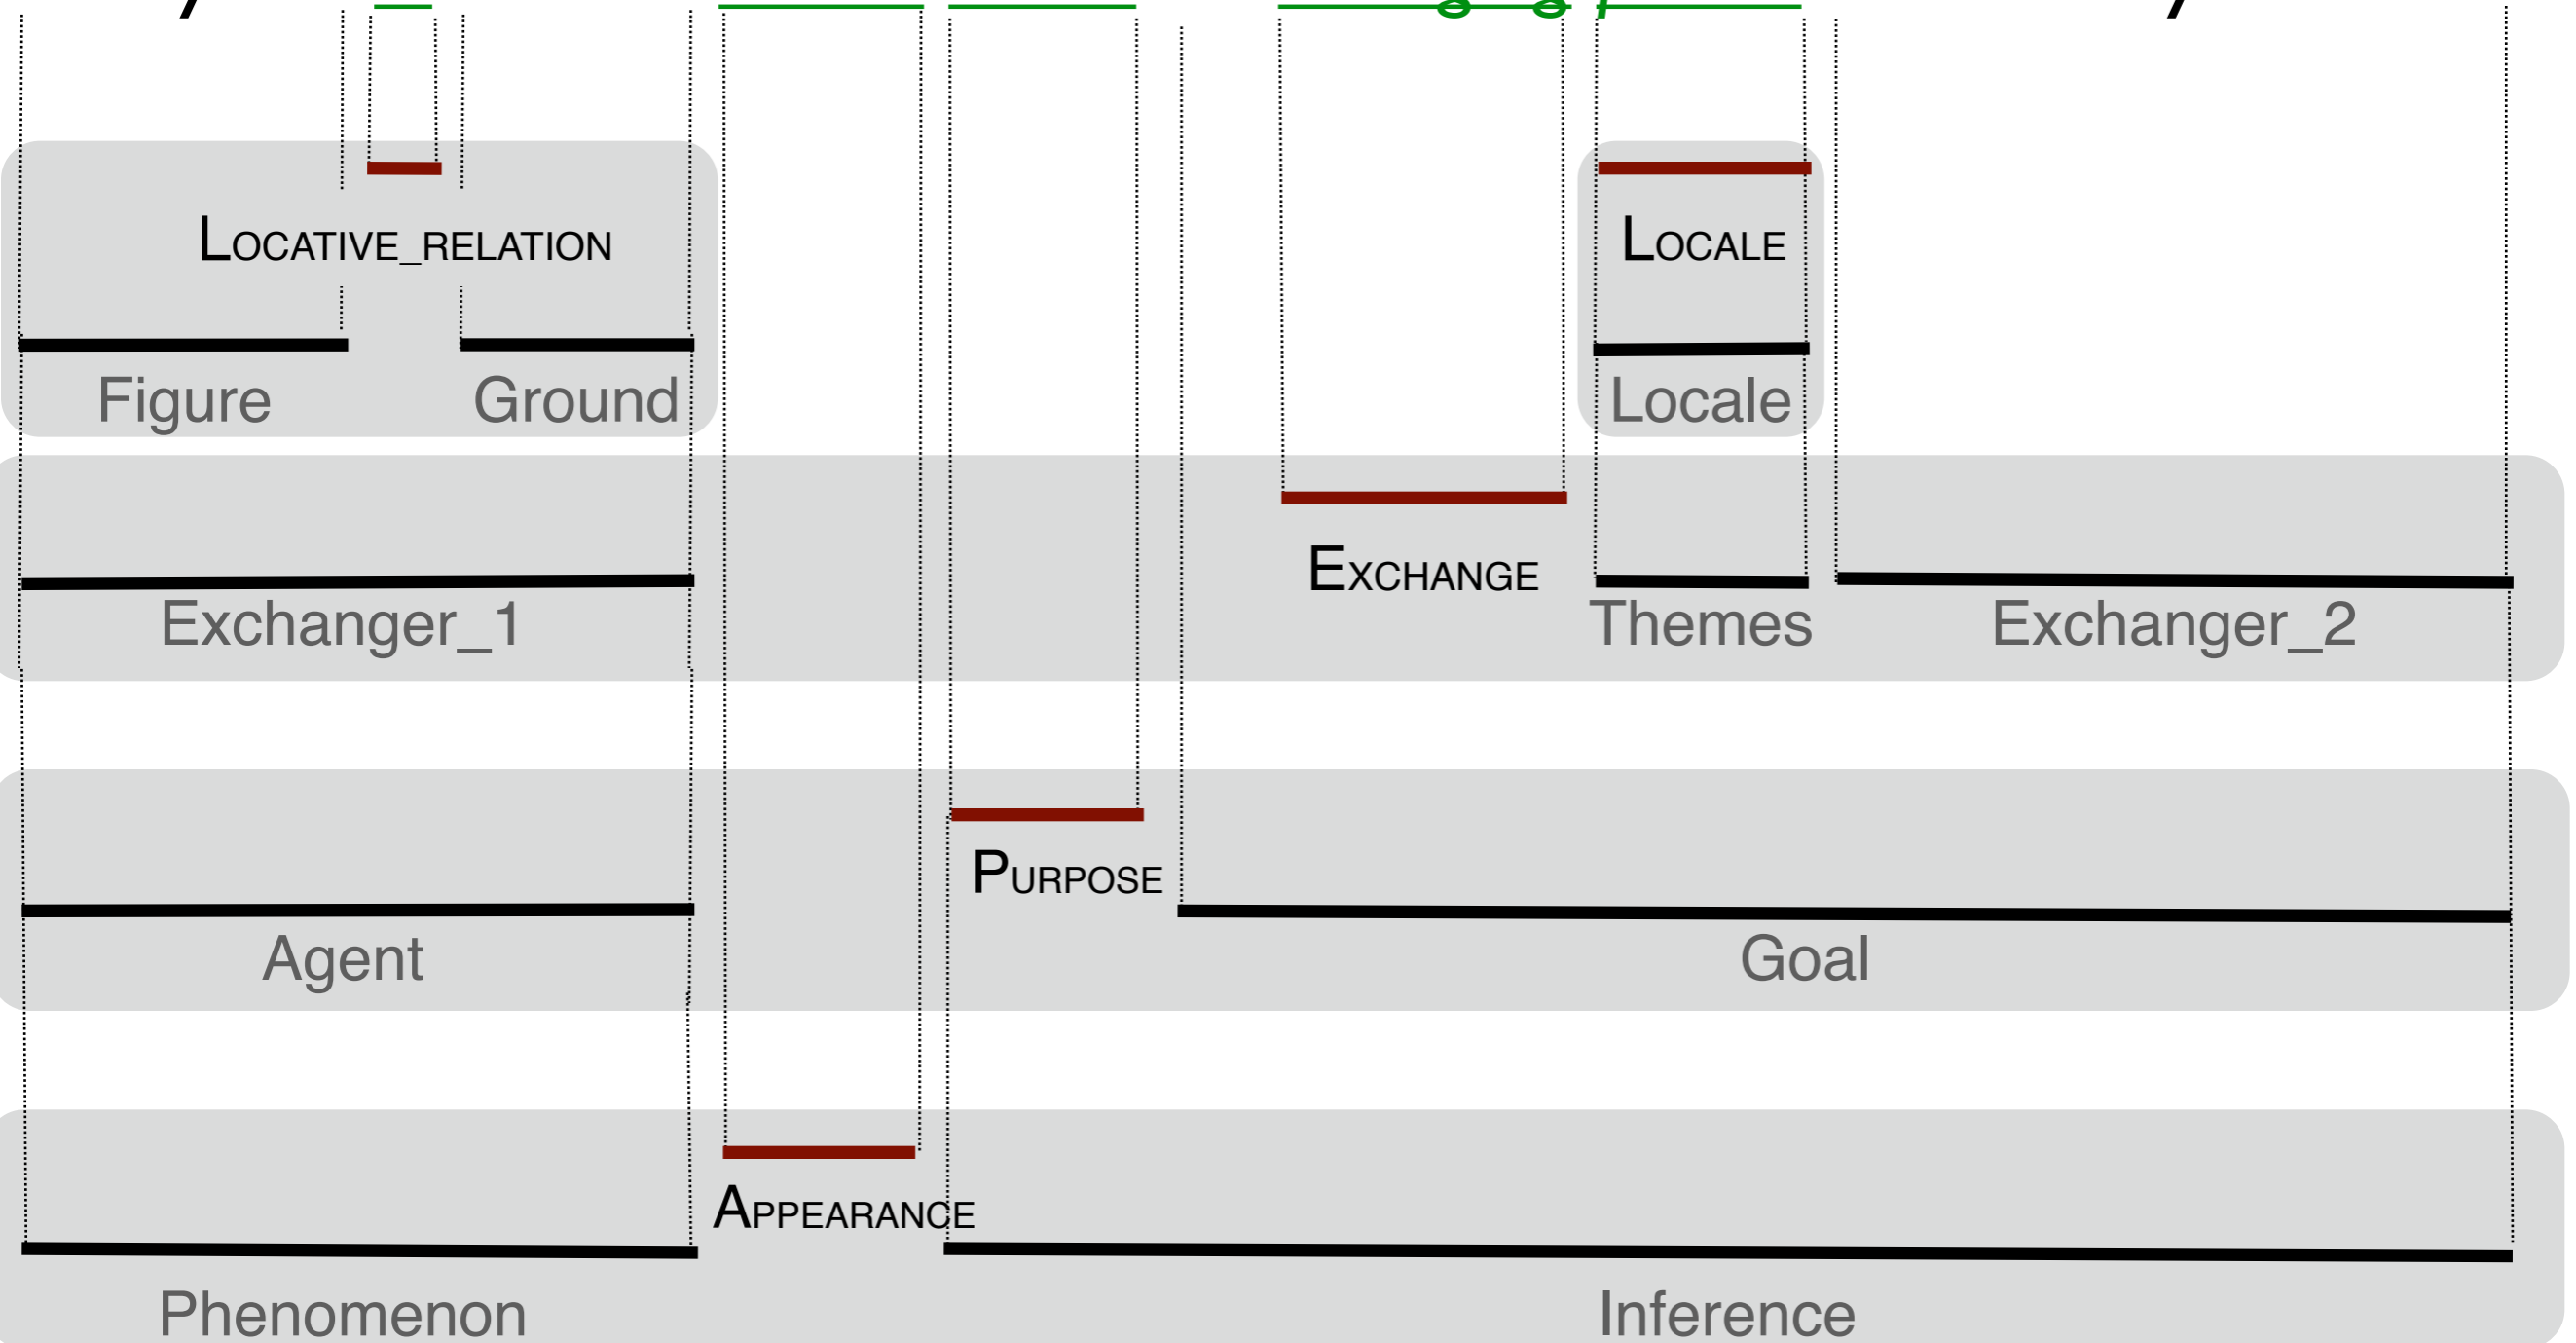 LOCATIVE_RELATION LOCALE
Figure Ground Locale
EXCHANGE
Exchanger_1 Themes Exchanger_2
PURPOSE
Agent Goal
APPEARANCE
Phenomenon Inference